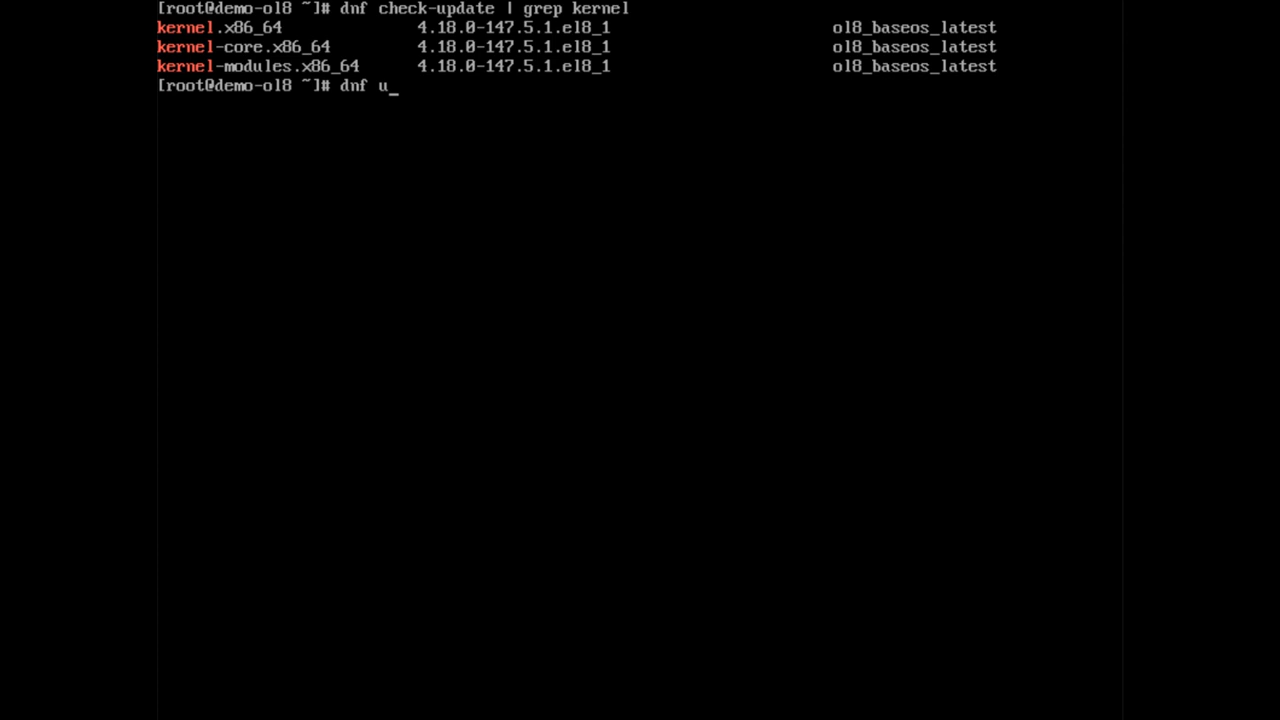 [root@demo-ol8 ~]# dnf check-update | grep kernel
kernel.x86_64 4.18.0-147.5.1.el8_1 ol8_baseos_latest
kernel-core.x86_64 4.18.0-147.5.1.el8_1 ol8_baseos_latest
kernel-modules.x86_64 4.18.0-147.5.1.el8_1 ol8_baseos_latest
[root@demo-ol8 ~]# dnf u_